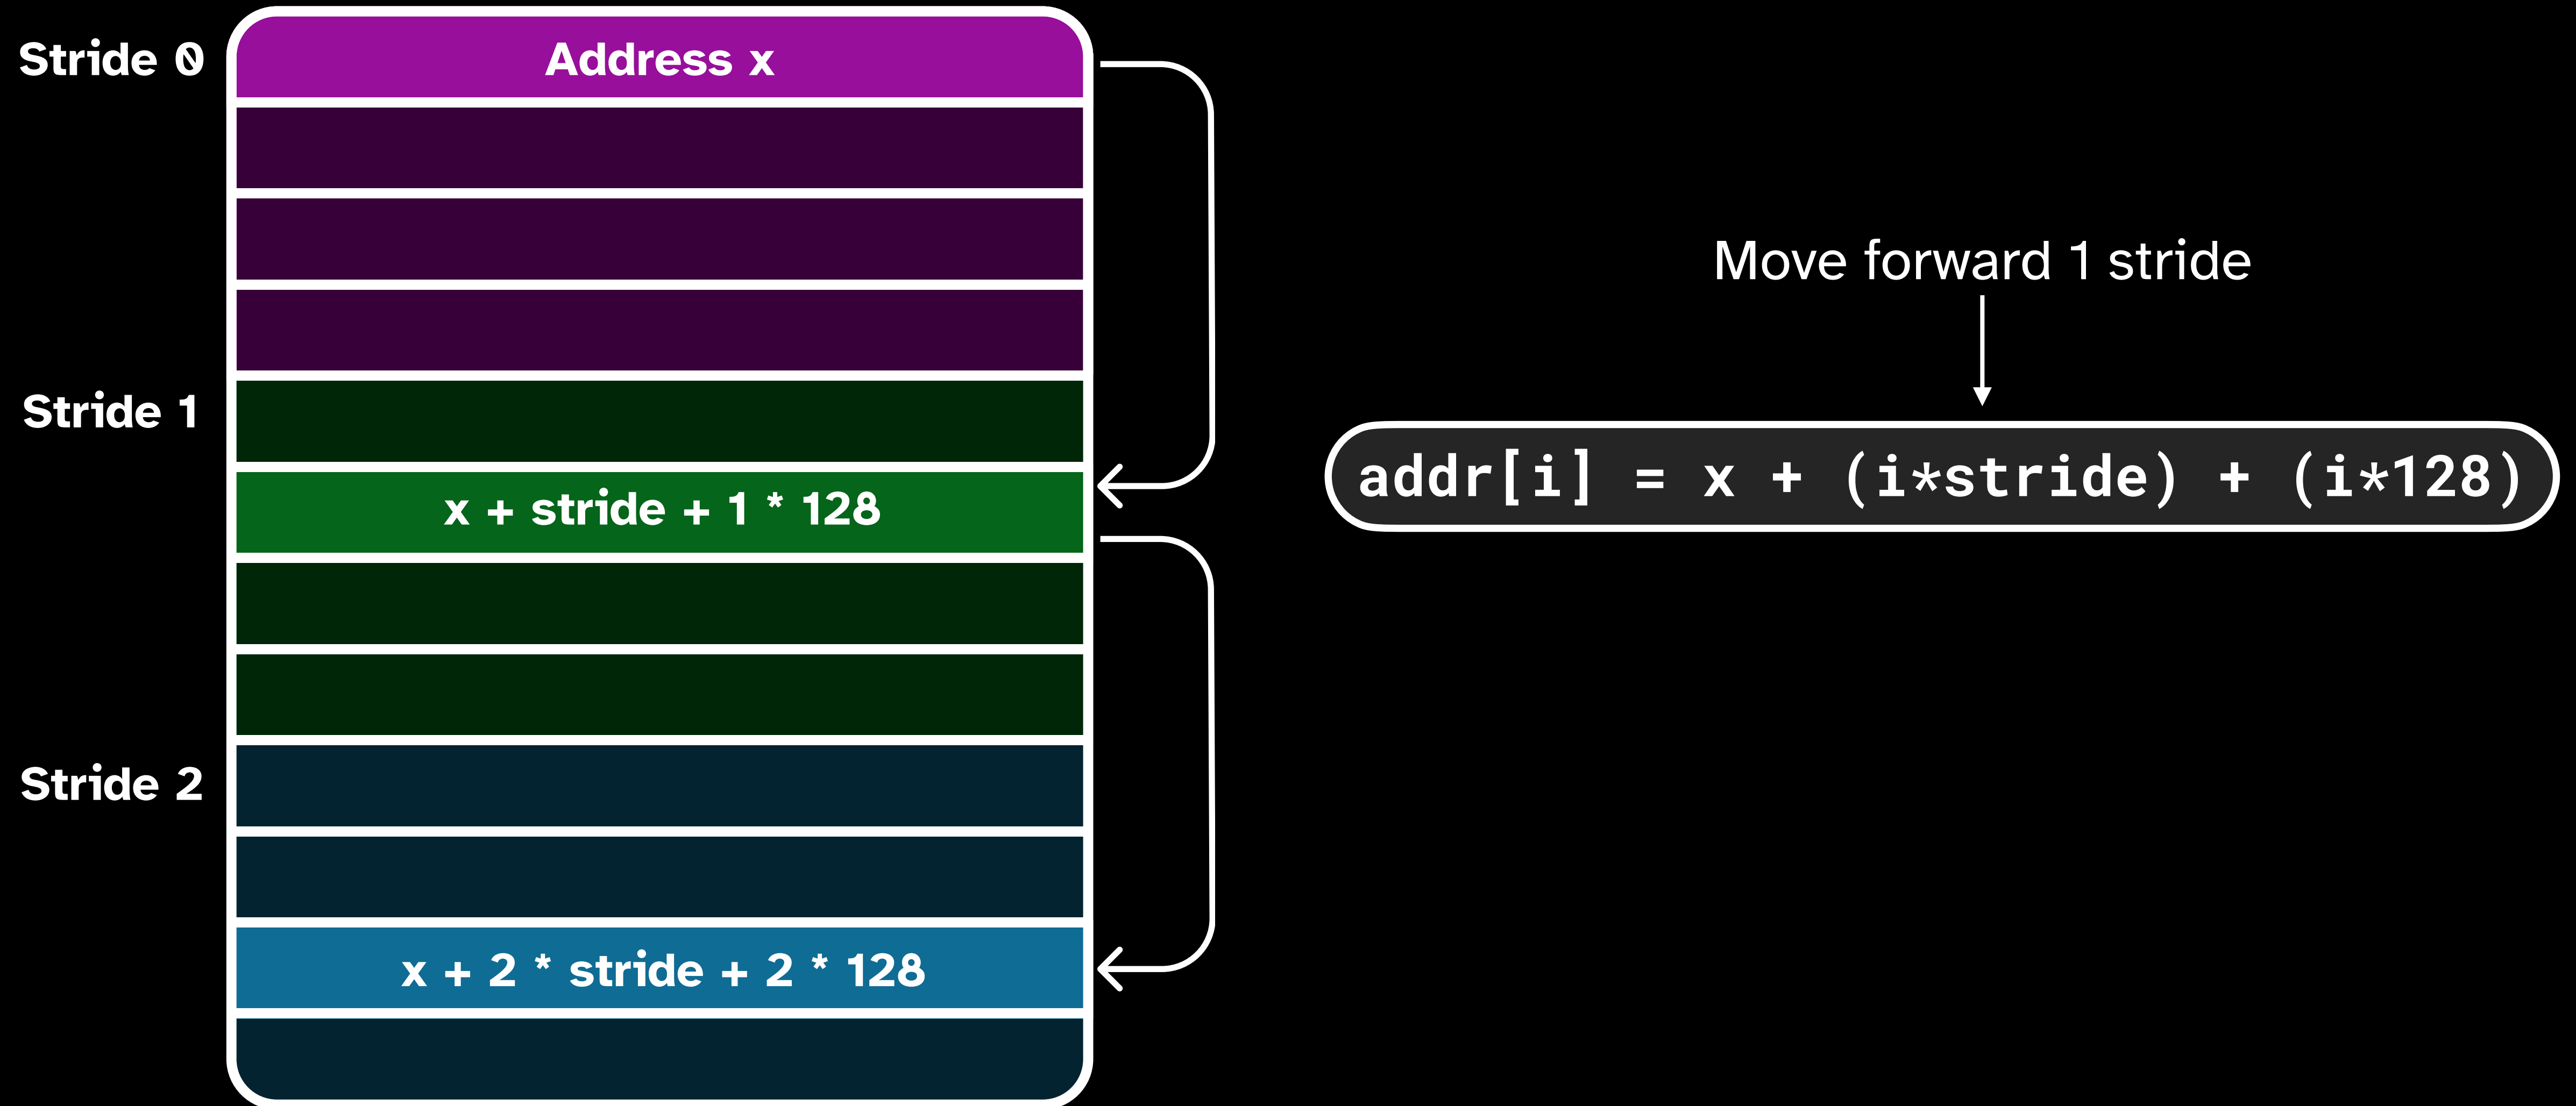 Stride 0
Address x
Stride 1
x + stride + 1 * 128
Stride 2
x + 2 * stride + 2 * 128
Move forward 1 stride
addr[i] = x + (i*stride) + (i*128)